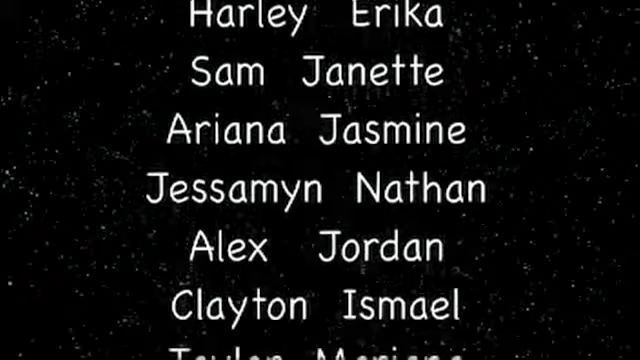 Harley Erika
Sam Janette
Ariana Jasmine
Jessamyn Nathan
Alex Jordan
Clayton Ismael